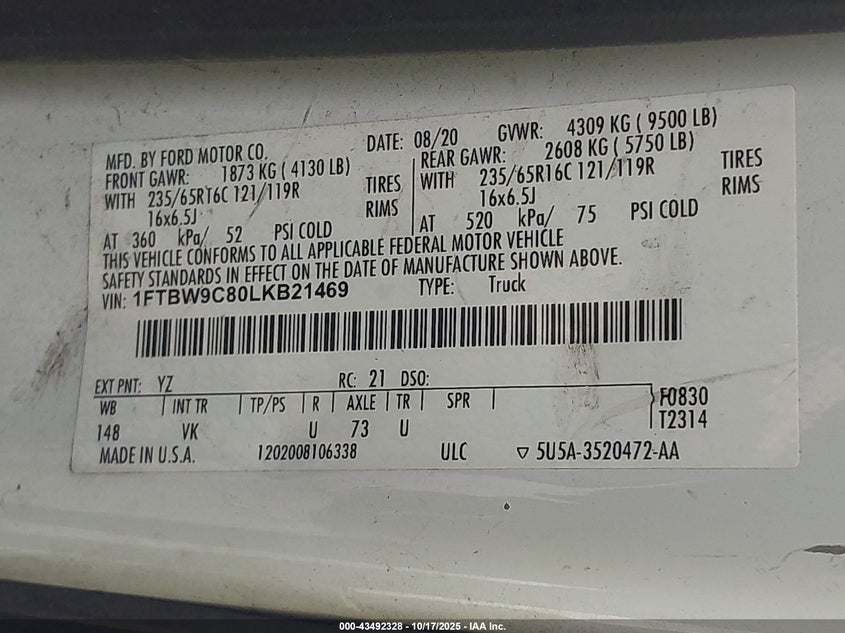 MFD. BY FORD MOTOR CO. DATE: 08/20 GVWR: 4309 KG ( 9500 LB)
FRONT GAWR: 1873 KG ( 4130 LB) REAR GAWR: 2608 KG ( 5750 LB)
WITH 235/65R16C 121/119R TIRES WITH 235/65R16C 121/119R TIRES
16x6.5J RIMS 16x6.5J RIMS
AT 360 kPa/ 52 PSI COLD AT 520 kPa/ 75 PSI COLD
THIS VEHICLE CONFORMS TO ALL APPLICABLE FEDERAL MOTOR VEHICLE
SAFETY STANDARDS IN EFFECT ON THE DATE OF MANUFACTURE SHOWN ABOVE.
VIN: 1FTBW9C80LKB21469 TYPE: Truck
EXT PNT: YZ RC: 21 DSO:
WB INT TR TP/PS R AXLE TR SPR F0830
148 VK U 73 U T2314
MADE IN U.S.A. 1202008106338 ULC ▽ 5U5A-3520472-AA
000-43492328 - 10/17/2025 - IAA Inc.